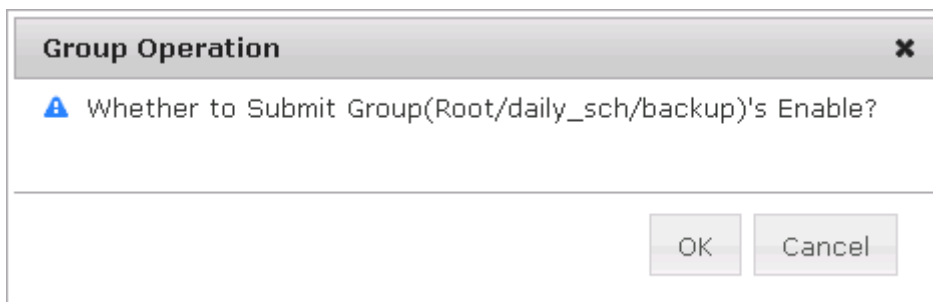 Group Operation
Whether to Submit Group(Root/daily_sch/backup)'s Enable?
OK Cancel